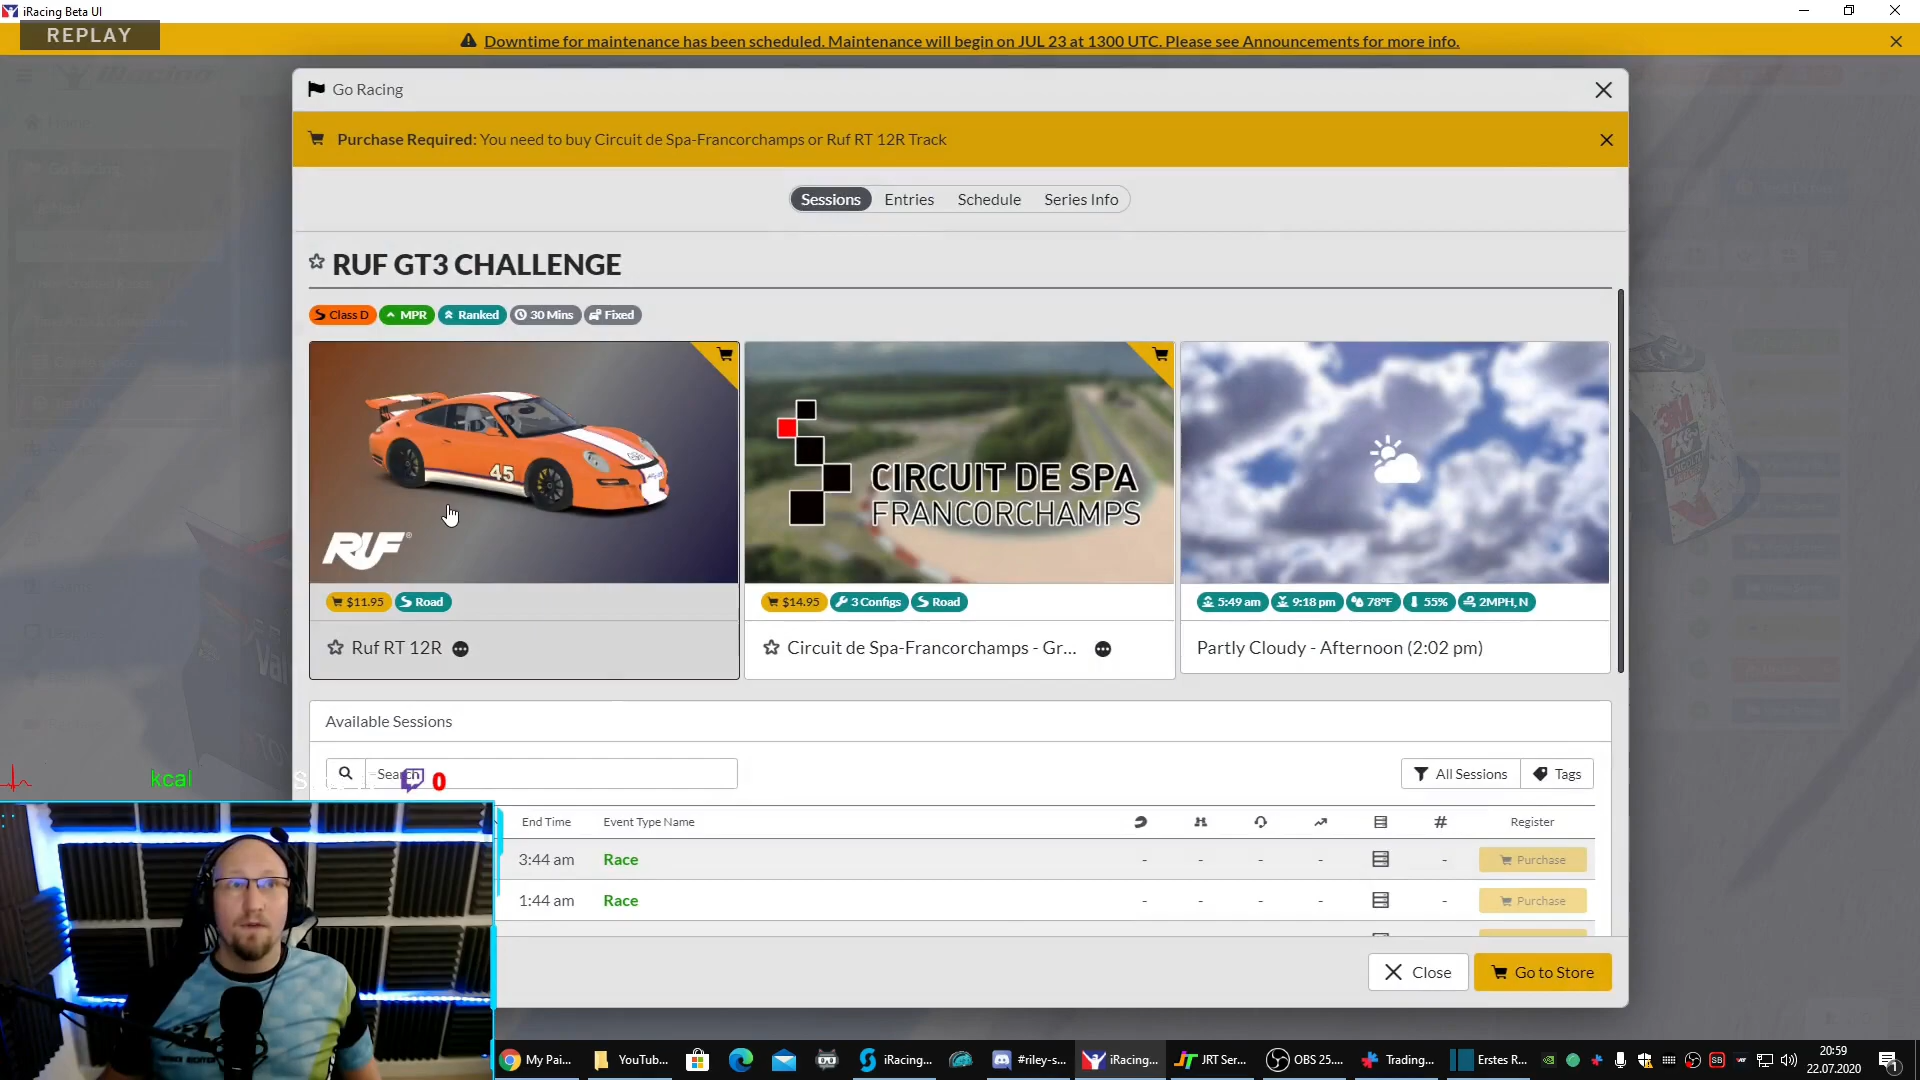 iRacing Beta UI
REPLAY
Downtime for maintenance has been scheduled. Maintenance will begin on JUL 23 at 1300 UTC. Please see Announcements for more info.
Go Racing
Purchase Required: You need to buy Circuit de Spa-Francorchamps or Ruf RT 12R Track
Sessions Entries Schedule Series Info
RUF GT3 CHALLENGE
Class D MPR Ranked 30 Mins Fixed
45
RUF
CIRCUIT DE SPA
FRANCORCHAMPS
$11.95 Road
$14.95 3 Configs Road
5:49 am 9:18 pm 78°F 55% 2MPH, N
Ruf RT 12R
Circuit de Spa-Francorchamps - Gr...
Partly Cloudy - Afternoon (2:02 pm)
Available Sessions
Search
All Sessions Tags
kcal
0
End Time Event Type Name # Register
3:44 am Race - - - - - Purchase
1:44 am Race - - - - - Purchase
Close Go to Store
My Pai... YouTub... iRacing... #riley-s... iRacing... JRT Ser... OBS 25.... Trading... Erstes R...
20:59
22.07.2020